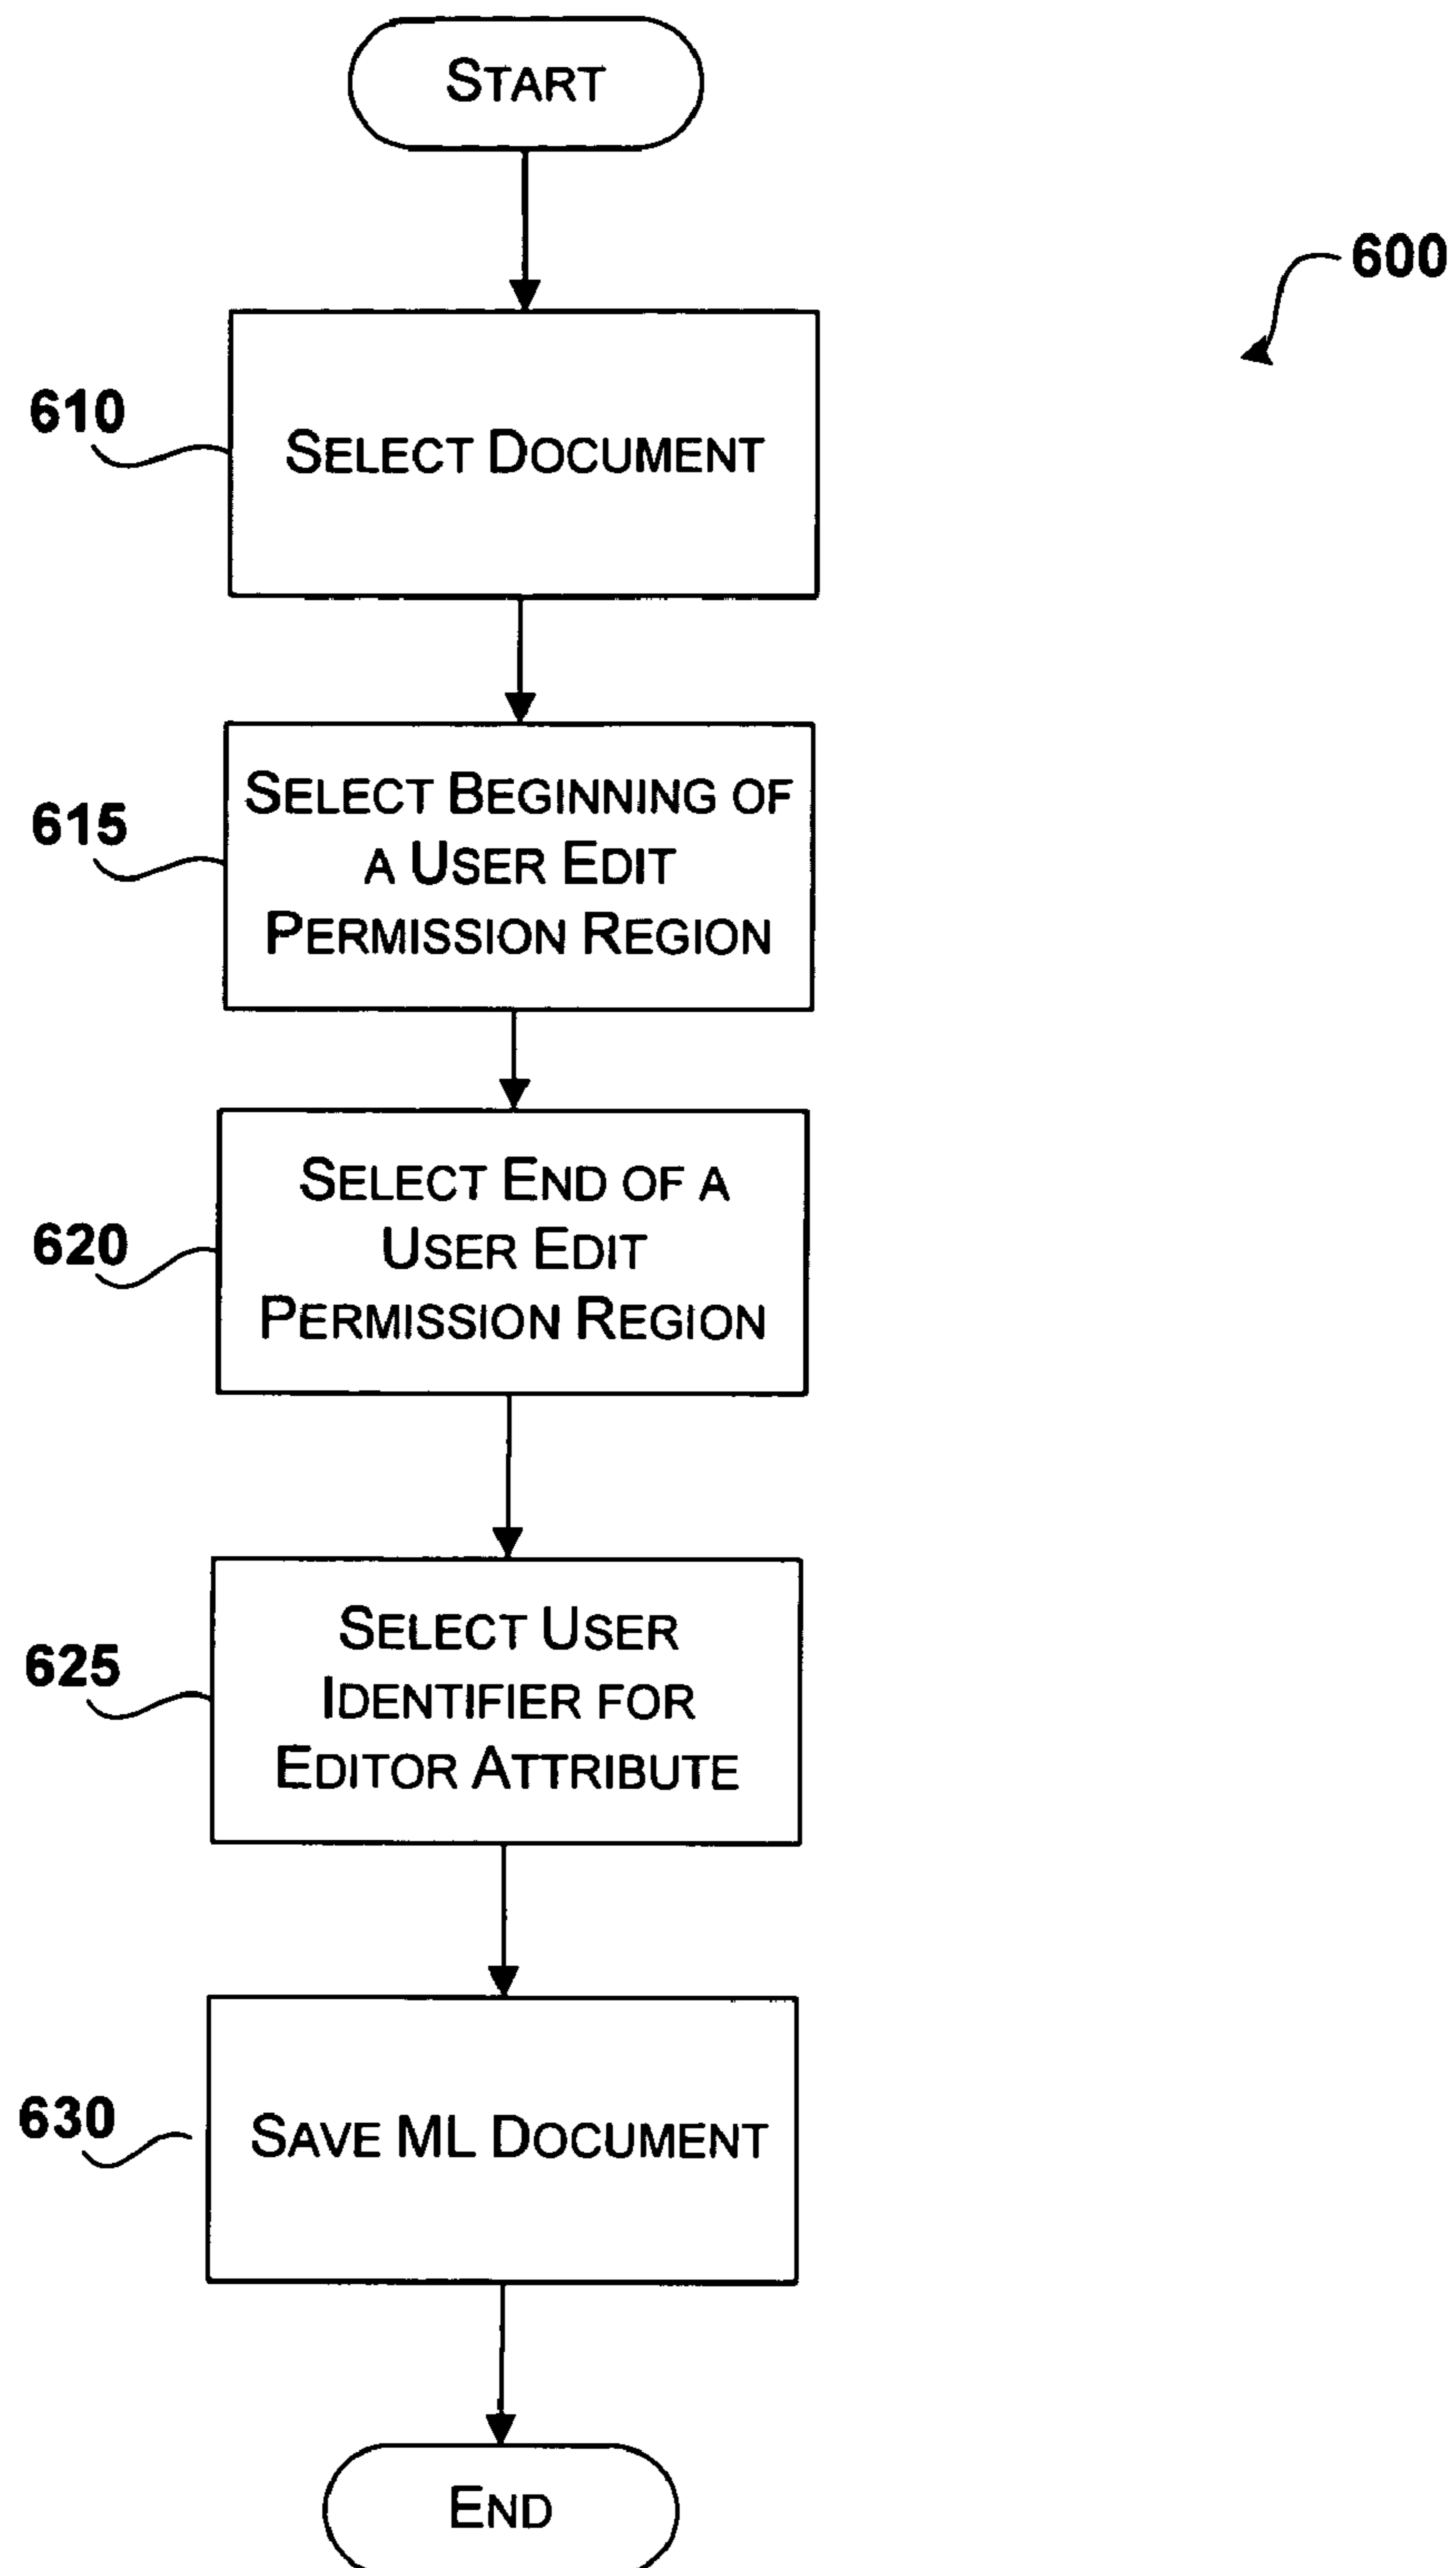 START
600
610
SELECT DOCUMENT
615
SELECT BEGINNING OF
A USER EDIT
PERMISSION REGION
620
SELECT END OF A
USER EDIT
PERMISSION REGION
625
SELECT USER
IDENTIFIER FOR
EDITOR ATTRIBUTE
630
SAVE ML DOCUMENT
END